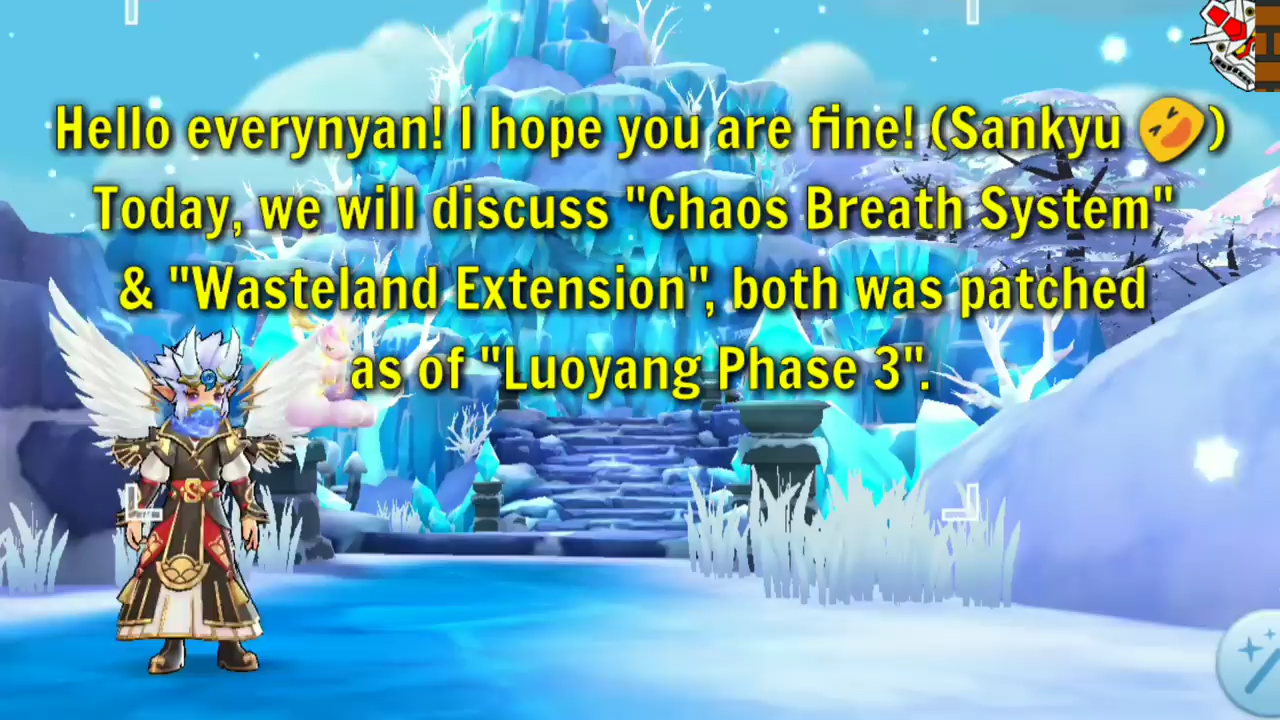 Hello everynyan! I hope you are fine! (Sankyu 🤣)
Today, we will discuss "Chaos Breath System"
& "Wasteland Extension", both was patched
as of "Luoyang Phase 3".